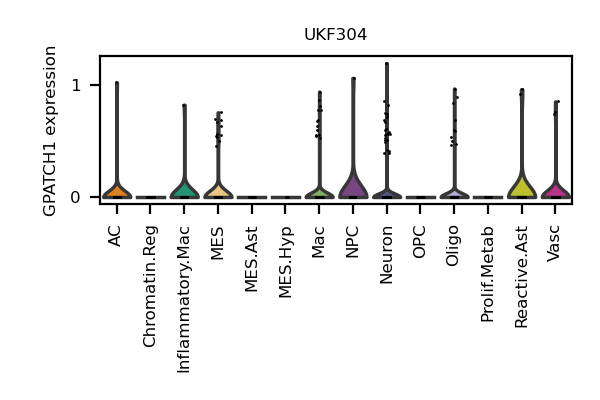 UKF304
GPATCH1 expression
1
0
AC
Chromatin.Reg
Inflammatory.Mac
MES
MES.Ast
MES.Hyp
Mac
NPC
Neuron
OPC
Oligo
Prolif.Metab
Reactive.Ast
Vasc